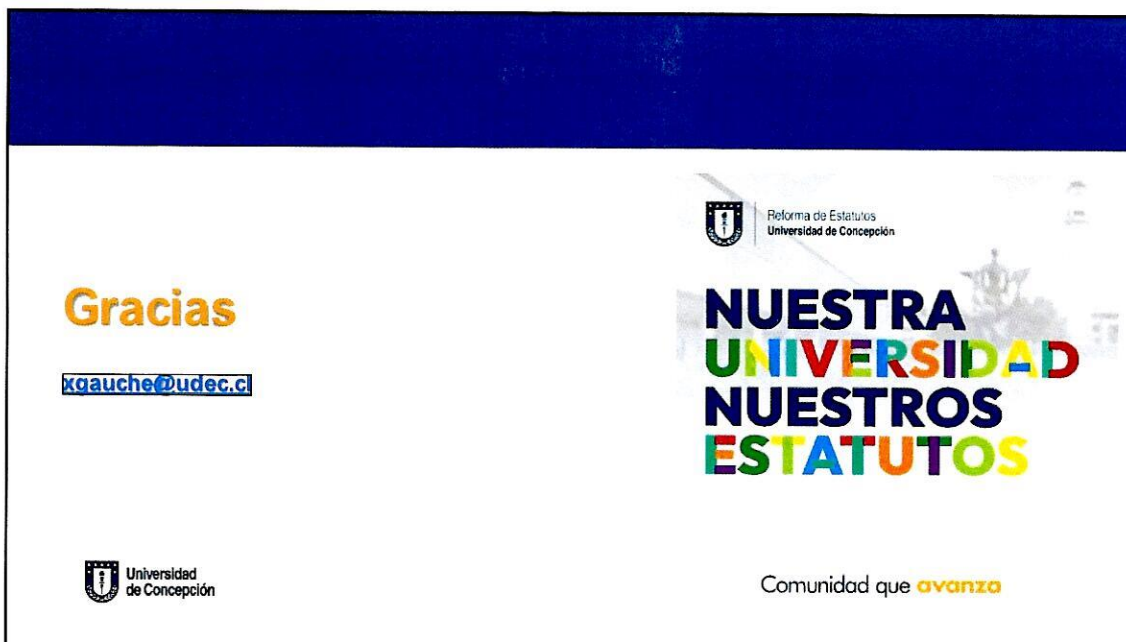 Gracias
xgauche@udec.cl
Universidad
de Concepción
Reforma de Estatutos
Universidad de Concepción
NUESTRA
UNIVERSIDAD
NUESTROS
ESTATUTOS
Comunidad que avanza